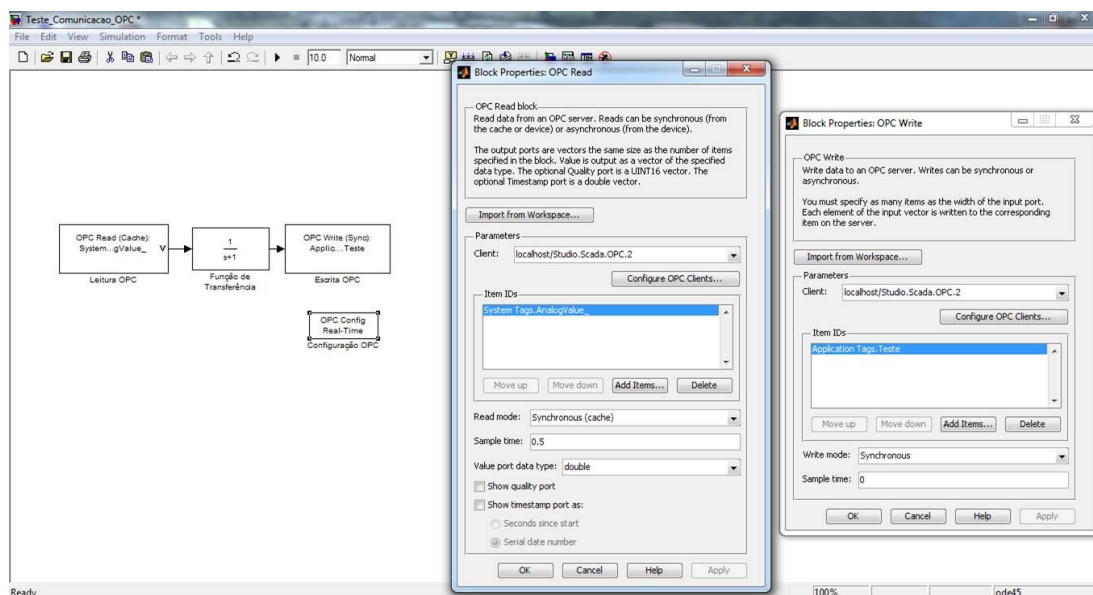 Teste_Comunicacao_OPC *
File Edit View Simulation Format Tools Help
10.0 Normal
OPC Read (Cache):
System...gValue_ V
Leitura OPC
1
s+1
Função de
Transferência
OPC Write (Sync):
Applic....Teste
Escrita OPC
OPC Config
Real-Time
Configuração OPC
Block Properties: OPC Read
OPC Read block
Read data from an OPC server. Reads can be synchronous (from
the cache or device) or asynchronous (from the device).
The output ports are vectors the same size as the number of items
specified in the block. Value is output as a vector of the specified
data type. The optional Quality port is a UINT16 vector. The
optional Timestamp port is a double vector.
Import from Workspace...
Parameters
Client: localhost/Studio.Scada.OPC.2
Configure OPC Clients...
Item IDs
System Tags.AnalogValue_
Move up Move down Add Items... Delete
Read mode: Synchronous (cache)
Sample time: 0.5
Value port data type: double
Show quality port
Show timestamp port as:
Seconds since start
Serial date number
OK Cancel Help Apply
Block Properties: OPC Write
OPC Write
Write data to an OPC server. Writes can be synchronous or
asynchronous.
You must specify as many items as the width of the input port.
Each element of the input vector is written to the corresponding
item on the server.
Import from Workspace...
Parameters
Client: localhost/Studio.Scada.OPC.2
Configure OPC Clients...
Item IDs
Application Tags.Teste
Move up Move down Add Items... Delete
Write mode: Synchronous
Sample time: 0
OK Cancel Help Apply
Ready 100% ode45